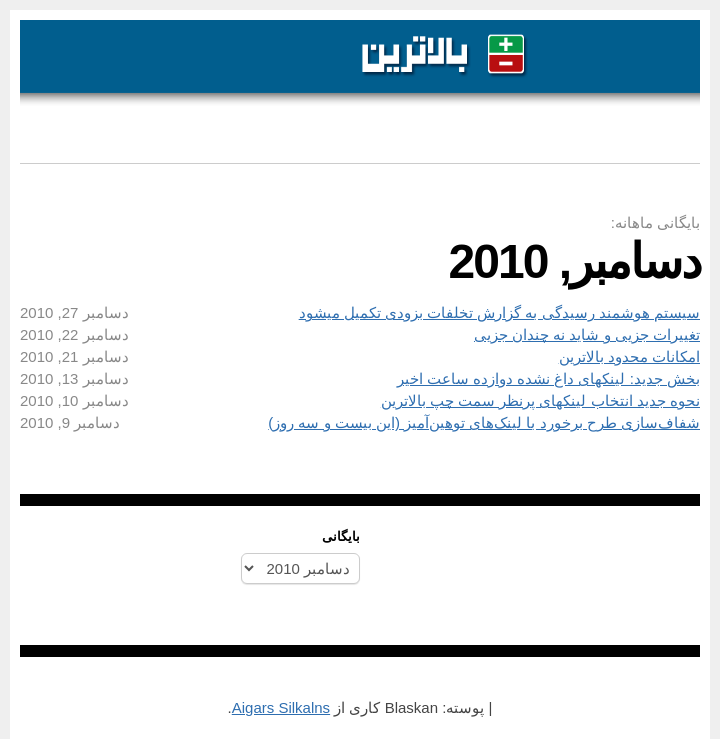 بالاترین
بایگانی ماهانه:
دسامبر, 2010
سیستم هوشمند رسیدگی به گزارش تخلفات بزودی تکمیل میشود دسامبر 27, 2010
تغییرات جزیی و شاید نه چندان جزیی دسامبر 22, 2010
امکانات محدود بالاترین دسامبر 21, 2010
بخش جدید: لینکهای داغ نشده دوازده ساعت اخیر دسامبر 13, 2010
نحوه جدید انتخاب لینکهای پرنظر سمت چپ بالاترین دسامبر 10, 2010
شفاف‌سازی طرح برخورد با لینک‌های توهین‌آمیز (این بیست و سه روز) دسامبر 9, 2010
بایگانی
دسامبر 2010
| پوسته: Blaskan کاری از Aigars Silkalns.